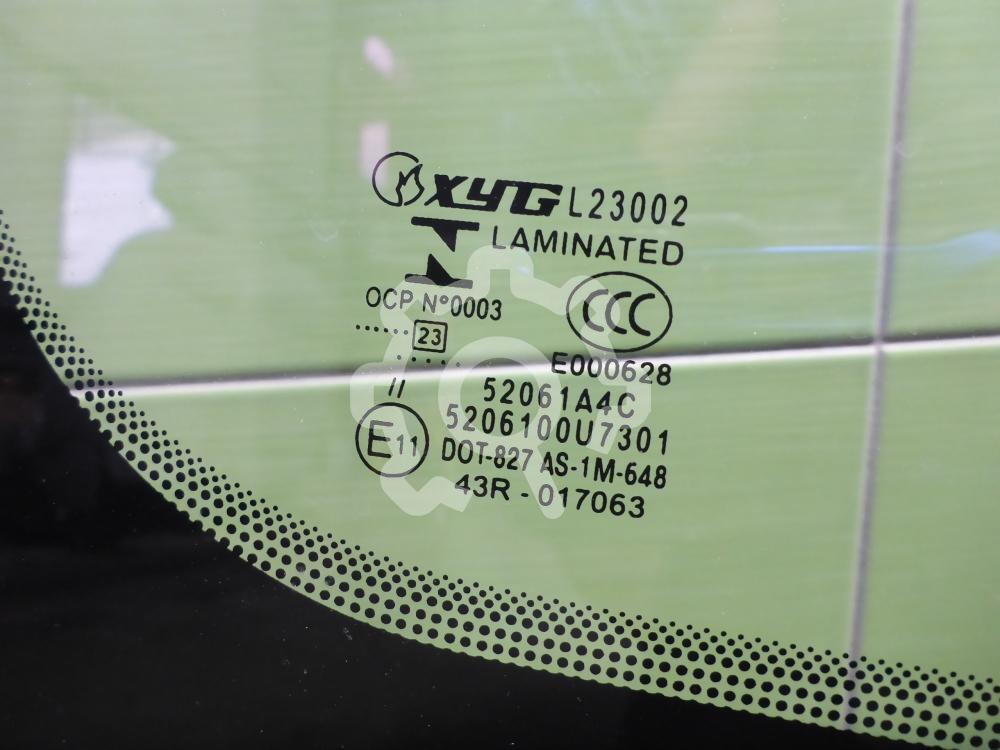 XYG L23002
LAMINATED
OCP N°0003
CCC
23
E000628
52061A4C
5206100U7301
E11
DOT-827 AS-1M-648
43R - 017063